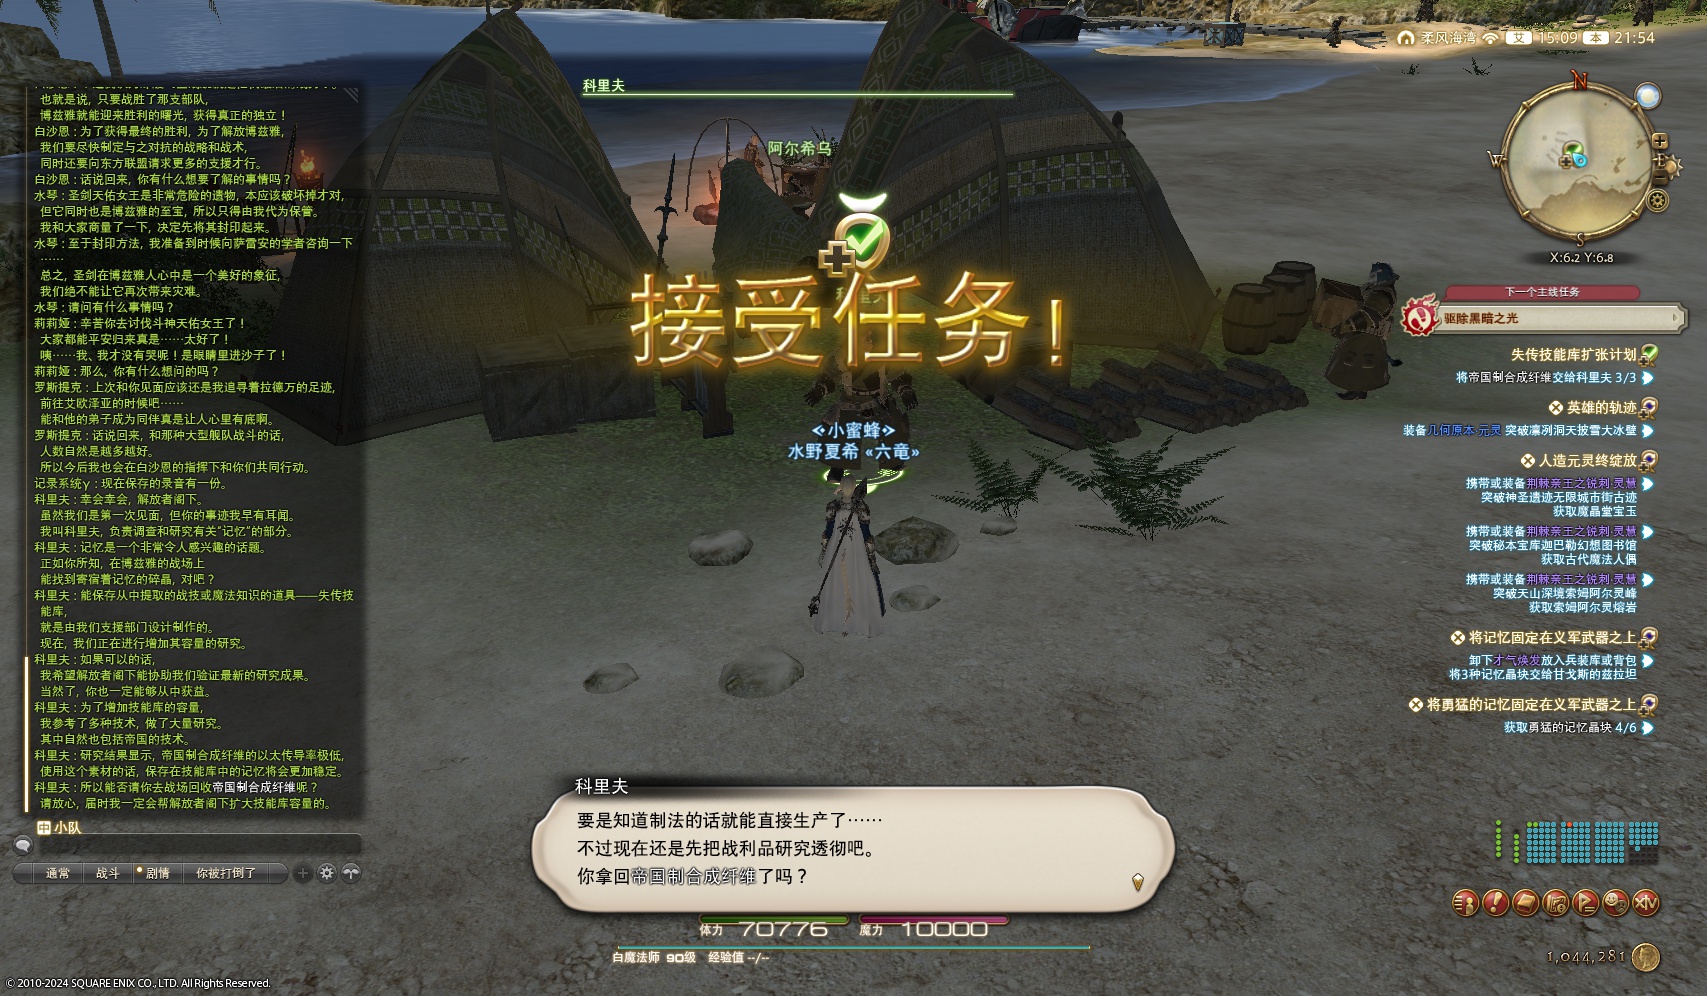 柔风海湾 艾 15:09 本 21:54
科里夫
阿尔希乌
接受任务!
《小蜜蜂》
水野夏希 «六竜»
也就是说，只要战胜了那支部队，
博兹雅就能迎来胜利的曙光，获得真正的独立！
白沙恩：为了获得最终的胜利，为了解放博兹雅，
我们要尽快制定与之对抗的战略和战术，
同时还要向东方联盟请求更多的支援才行。
白沙恩：话说回来，你有什么想要了解的事情吗？
水琴：圣剑天佑女王是非常危险的遗物，本应该破坏掉才对，
但它同时也是博兹雅的至宝，所以只得由我代为保管。
我和大家商量了一下，决定先将其封印起来。
水琴：至于封印方法，我准备到时候向萨雷安的学者咨询一下
……
总之，圣剑在博兹雅人心中是一个美好的象征，
我们绝不能让它再次带来灾难。
水琴：请问有什么事情吗？
莉莉娅：辛苦你去讨伐斗神天佑女王了！
大家都能平安归来真是……太好了！
咦……我、我才没有哭呢！是眼睛里进沙子了！
莉莉娅：那么，你有什么想问的吗？
罗斯提克：上次和你见面应该还是我追寻着拉德万的足迹，
前往艾欧泽亚的时候吧……
能和他的弟子成为同伴真是让人心里有底啊。
罗斯提克：话说回来，和那种大型舰队战斗的话，
人数自然是越多越好。
所以今后我也会在白沙恩的指挥下和你们共同行动。
记录系统γ：现在保存的录音有一份。
科里夫：幸会幸会，解放者阁下。
虽然我们是第一次见面，但你的事迹我早有耳闻。
我叫科里夫，负责调查和研究有关“记忆”的部分。
科里夫：记忆是一个非常令人感兴趣的话题。
正如你所知，在博兹雅的战场上
能找到寄宿着记忆的碎晶，对吧？
科里夫：能保存从中提取的战技或魔法知识的道具——失传技
能库，
就是由我们支援部门设计制作的。
现在，我们正在进行增加其容量的研究。
科里夫：如果可以的话，
我希望解放者阁下能协助我们验证最新的研究成果。
当然了，你也一定能够从中获益。
科里夫：为了增加技能库的容量，
我参考了多种技术，做了大量研究。
其中自然也包括帝国的技术。
科里夫：研究结果显示，帝国制合成纤维的以太传导率极低，
使用这个素材的话，保存在技能库中的记忆将会更加稳定。
科里夫：所以能否请你去战场回收帝国制合成纤维呢？
请放心，届时我一定会帮解放者阁下扩大技能库容量的。
小队
通常 战斗 剧情 你被打倒了
N
W
E
S
X:6.2 Y:6.8
下一个主线任务
驱除黑暗之光
失传技能库扩张计划
将帝国制合成纤维交给科里夫 3/3
英雄的轨迹
装备几何原本·元灵 突破凛冽洞天披雪大冰壁
人造元灵终绽放
携带或装备荆棘亲王之锐刺·灵慧
突破神圣遗迹无限城市街古迹
获取魔晶堂宝玉
携带或装备荆棘亲王之锐刺·灵慧
突破秘本宝库迦巴勒幻想图书馆
获取古代魔法人偶
携带或装备荆棘亲王之锐刺·灵慧
突破天山深境索姆阿尔灵峰
获取索姆阿尔灵熔岩
将记忆固定在义军武器之上
卸下才气焕发放入兵装库或背包
将3种记忆晶块交给甘戈斯的兹拉坦
将勇猛的记忆固定在义军武器之上
获取勇猛的记忆晶块 4/6
科里夫
要是知道制法的话就能直接生产了……
不过现在还是先把战利品研究透彻吧。
你拿回帝国制合成纤维了吗？
体力 70776 魔力 10000
白魔法师 90级 经验值 --/--
1,044,281
© 2010-2024 SQUARE ENIX CO., LTD. All Rights Reserved.